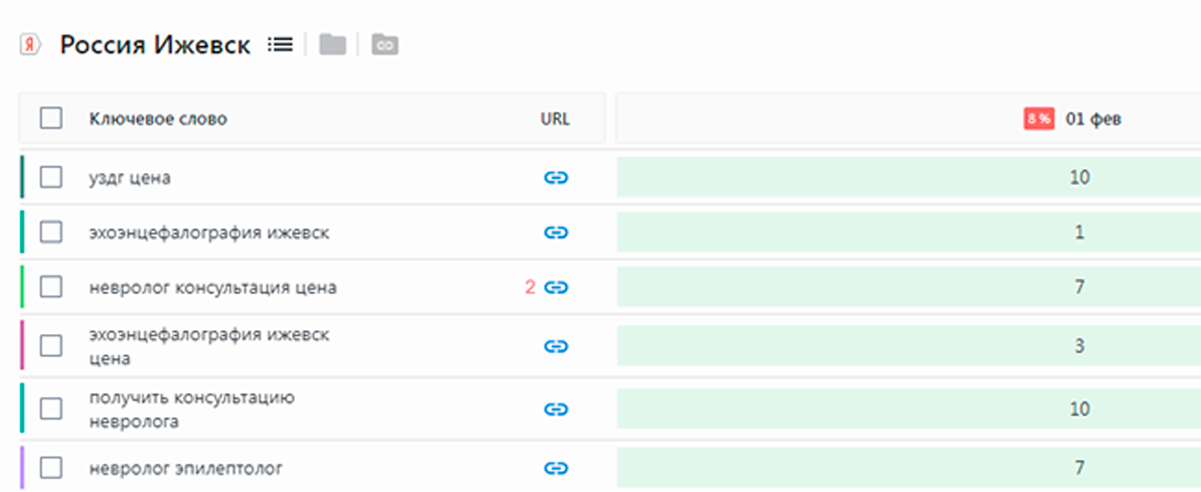 Я Россия Ижевск
Ключевое слово URL 8 % 01 фев
уздг цена 10
эхоэнцефалография ижевск 1
невролог консультация цена 2 7
эхоэнцефалография ижевск
цена 3
получить консультацию
невролога 10
невролог эпилептолог 7